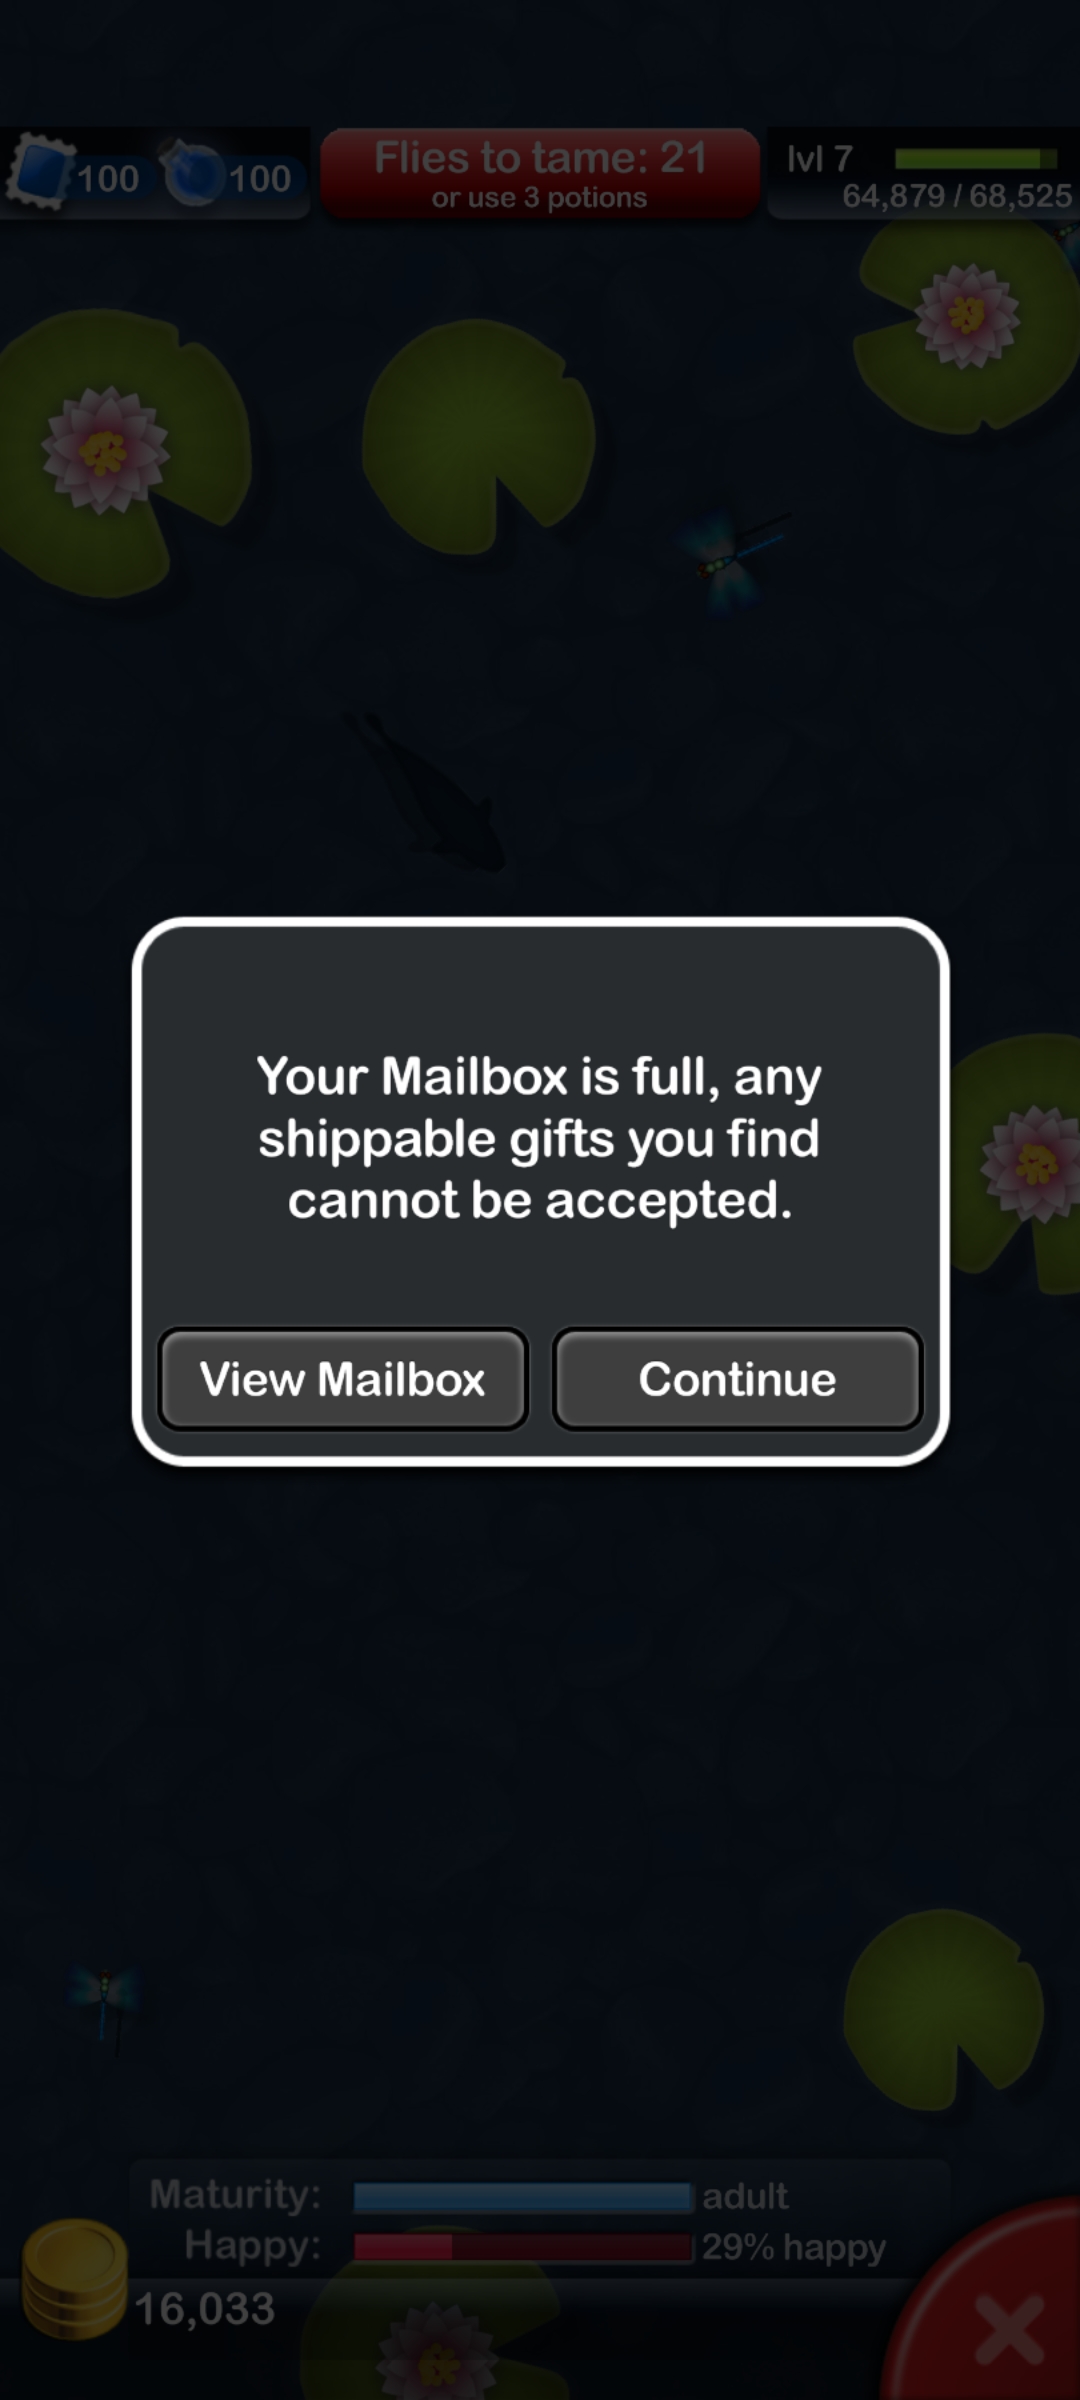 100
100
Flies to tame: 21
or use 3 potions
lvl 7
64,879 / 68,525
Your Mailbox is full, any
shippable gifts you find
cannot be accepted.
View Mailbox
Continue
Maturity:
adult
Happy:
29% happy
16,033